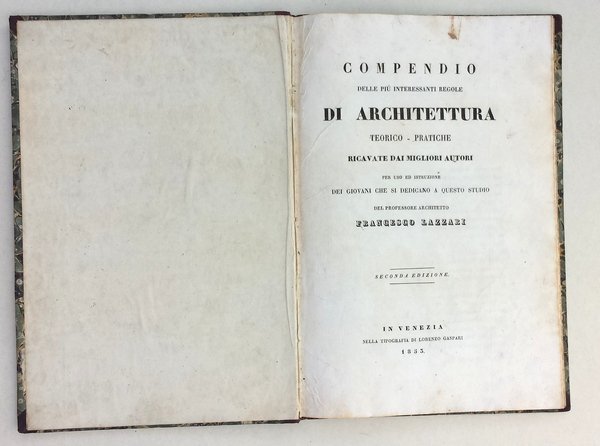 COMPENDIO
DELLE PIÙ INTERESSANTI REGOLE
DI ARCHITETTURA
TEORICO - PRATICHE
RICAVATE DAI MIGLIORI AUTORI
PER USO ED ISTRUZIONE
DEI GIOVANI CHE SI DEDICANO A QUESTO STUDIO
DEL PROFESSORE ARCHITETTO
FRANCESCO LAZZARI
SECONDA EDIZIONE.
IN VENEZIA
NELLA TIPOGRAFIA DI LORENZO GASPARI